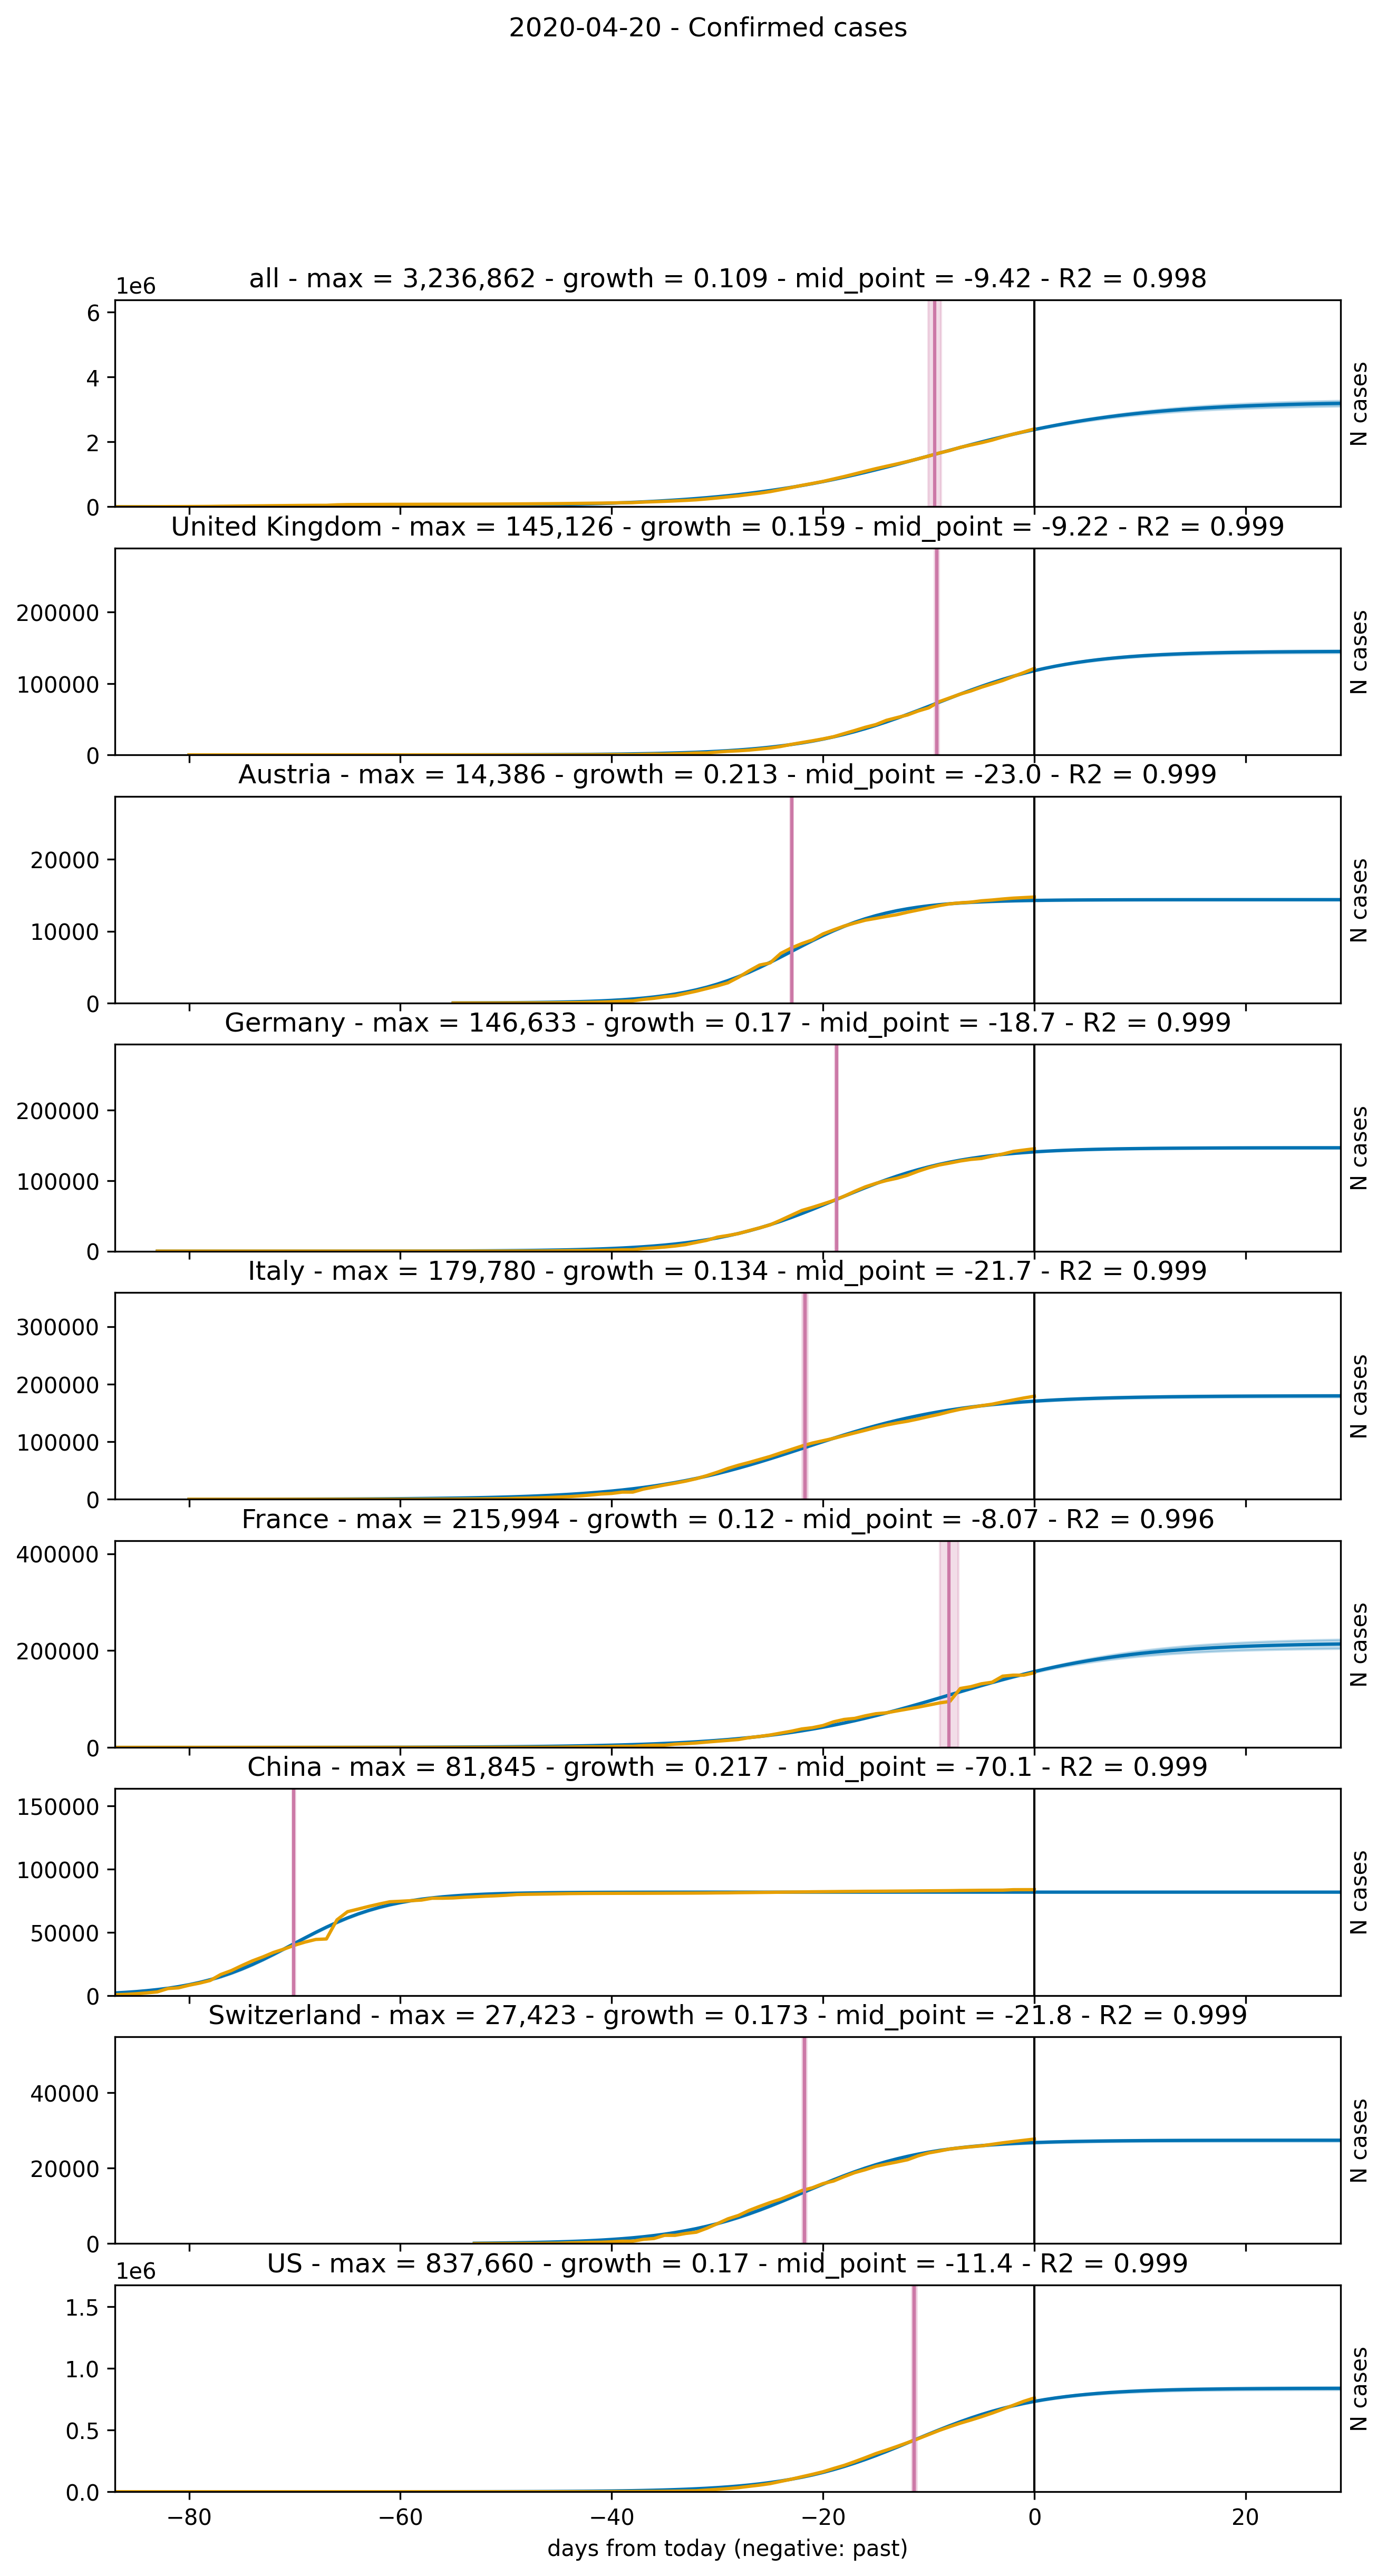 2020-04-20 - Confirmed cases
all - max = 3,236,862 - growth = 0.109 - mid_point = -9.42 - R2 = 0.998
1e6
6
4
2
0
N cases
United Kingdom - max = 145,126 - growth = 0.159 - mid_point = -9.22 - R2 = 0.999
200000
100000
0
N cases
Austria - max = 14,386 - growth = 0.213 - mid_point = -23.0 - R2 = 0.999
20000
10000
0
N cases
Germany - max = 146,633 - growth = 0.17 - mid_point = -18.7 - R2 = 0.999
200000
100000
0
N cases
Italy - max = 179,780 - growth = 0.134 - mid_point = -21.7 - R2 = 0.999
300000
200000
100000
0
N cases
France - max = 215,994 - growth = 0.12 - mid_point = -8.07 - R2 = 0.996
400000
200000
0
N cases
China - max = 81,845 - growth = 0.217 - mid_point = -70.1 - R2 = 0.999
150000
100000
50000
0
N cases
Switzerland - max = 27,423 - growth = 0.173 - mid_point = -21.8 - R2 = 0.999
40000
20000
0
N cases
US - max = 837,660 - growth = 0.17 - mid_point = -11.4 - R2 = 0.999
1e6
1.5
1.0
0.5
0.0
N cases
−80 −60 −40 −20 0 20
days from today (negative: past)